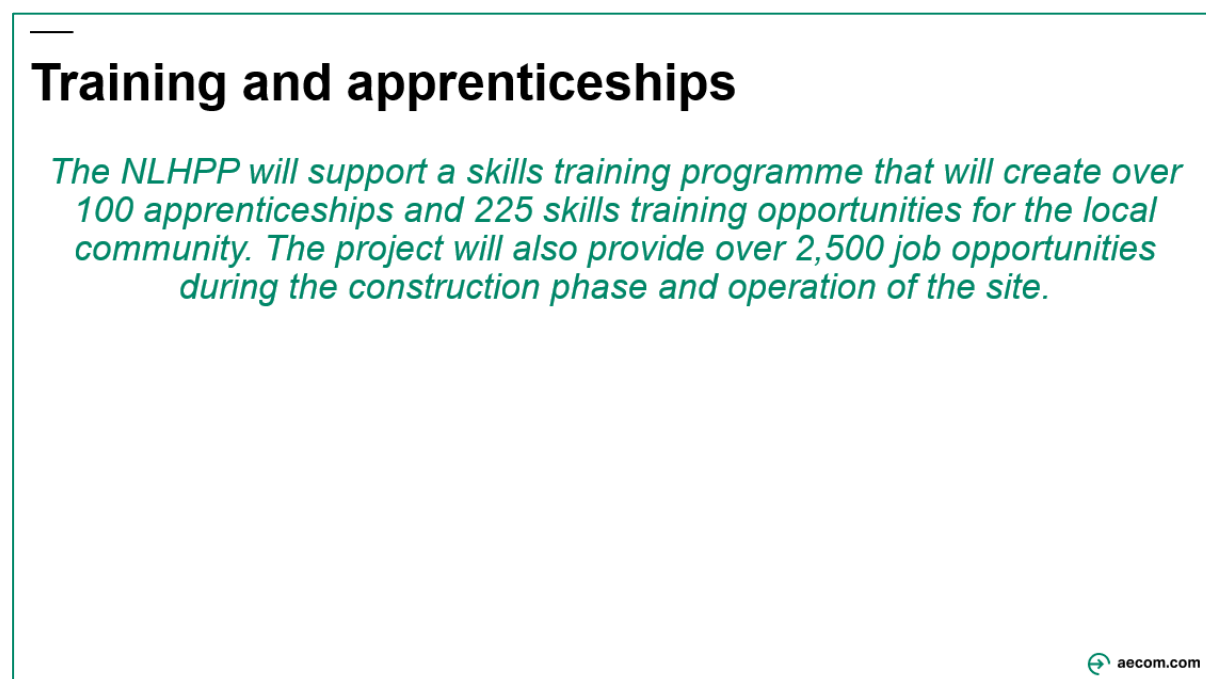 Training and apprenticeships
The NLHPP will support a skills training programme that will create over
100 apprenticeships and 225 skills training opportunities for the local
community. The project will also provide over 2,500 job opportunities
during the construction phase and operation of the site.
aecom.com